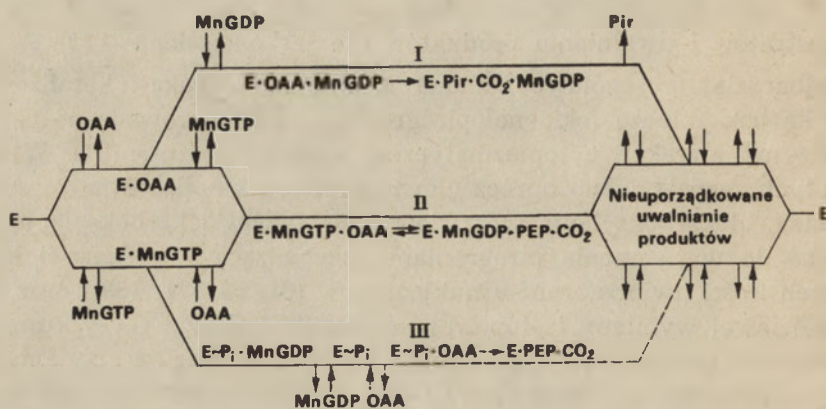 MnGDP Pir
I
E·OAA·MnGDP → E·Pir·CO₂·MnGDP
OAA MnGTP
E·OAA
E E·MnGTP
MnGTP OAA
II
E·MnGTP·OAA ⇌ E·MnGDP·PEP·CO₂
Nieuporządkowane
uwalnianie
produktów
E
III
E~Pᵢ·MnGDP E~Pᵢ E~Pᵢ·OAA ⇢ E·PEP·CO₂
MnGDP OAA